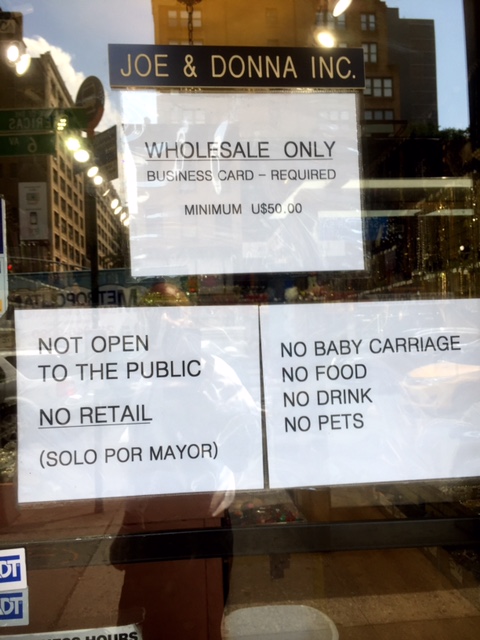 JOE & DONNA INC.
WHOLESALE ONLY
BUSINESS CARD – REQUIRED
MINIMUM U$50.00
NOT OPEN
TO THE PUBLIC
NO RETAIL
(SOLO POR MAYOR)
NO BABY CARRIAGE
NO FOOD
NO DRINK
NO PETS
HOURS